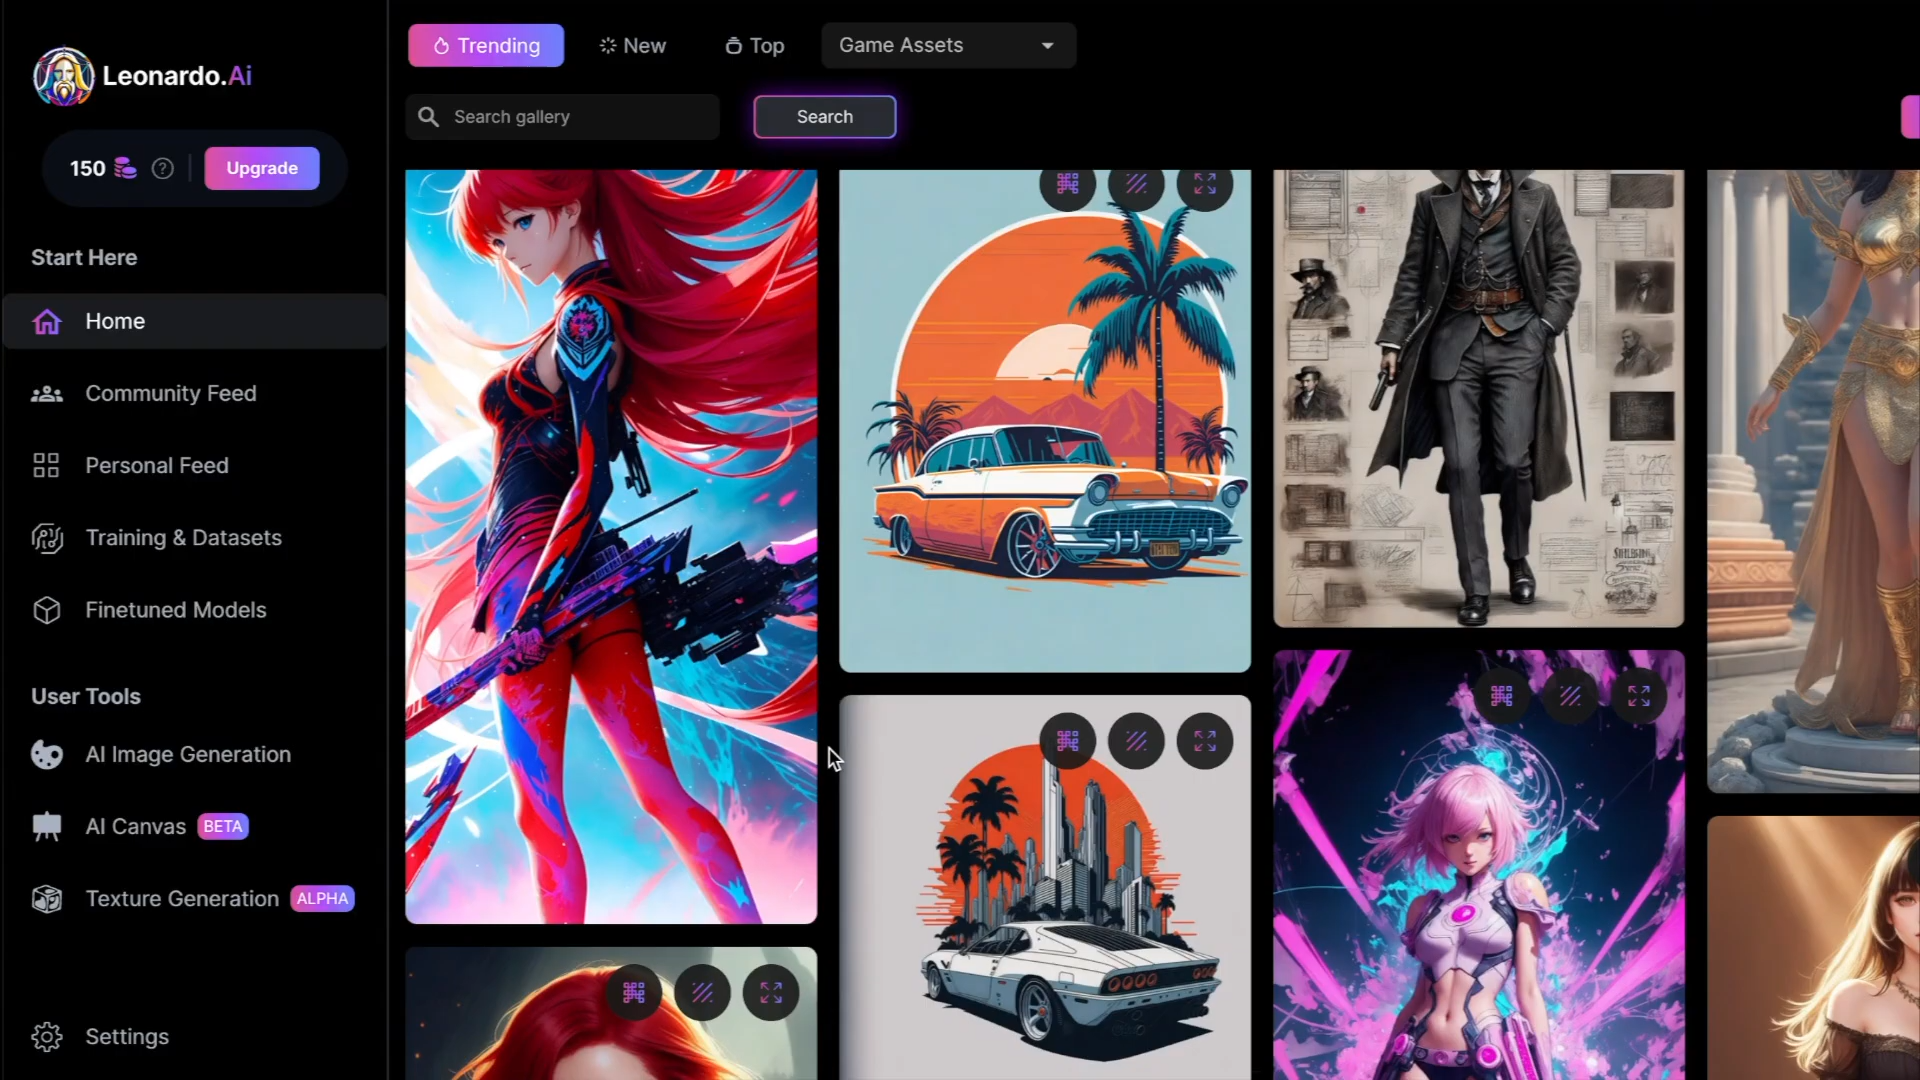 Leonardo.Ai
150
Upgrade
Start Here
Home
Community Feed
Personal Feed
Training & Datasets
Finetuned Models
User Tools
AI Image Generation
AI Canvas BETA
Texture Generation ALPHA
Settings
Trending
New
Top
Game Assets
Search gallery
Search